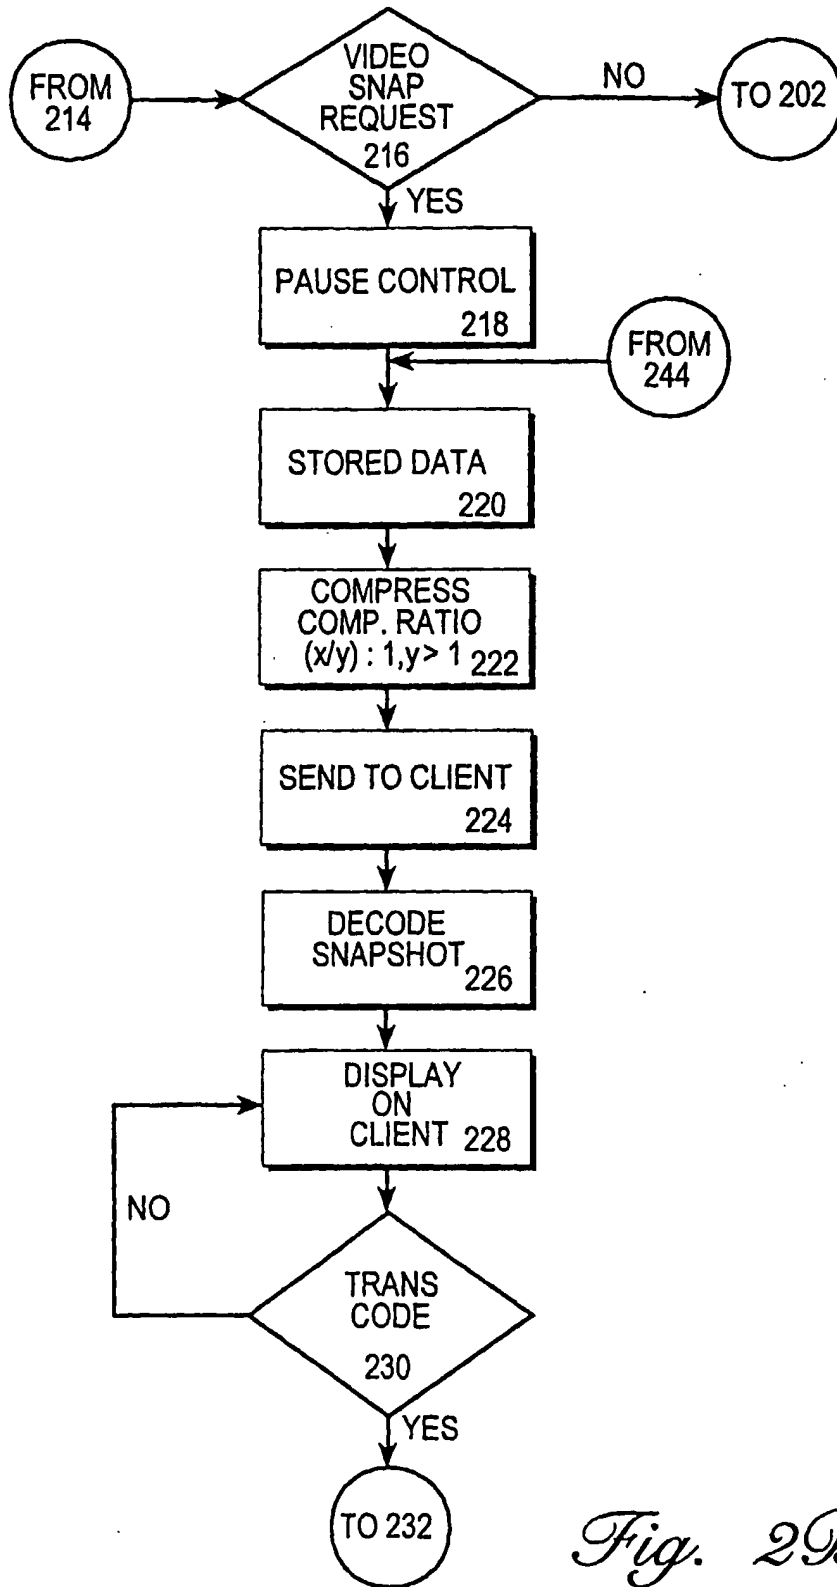 FROM
214
VIDEO
SNAP
REQUEST
216
NO
TO 202
YES
PAUSE CONTROL
218
FROM
244
STORED DATA
220
COMPRESS
COMP. RATIO
(x/y) : 1,y> 1 222
SEND TO CLIENT
224
DECODE
SNAPSHOT
226
DISPLAY
ON
CLIENT 228
NO
TRANS
CODE
230
YES
TO 232
Fig.